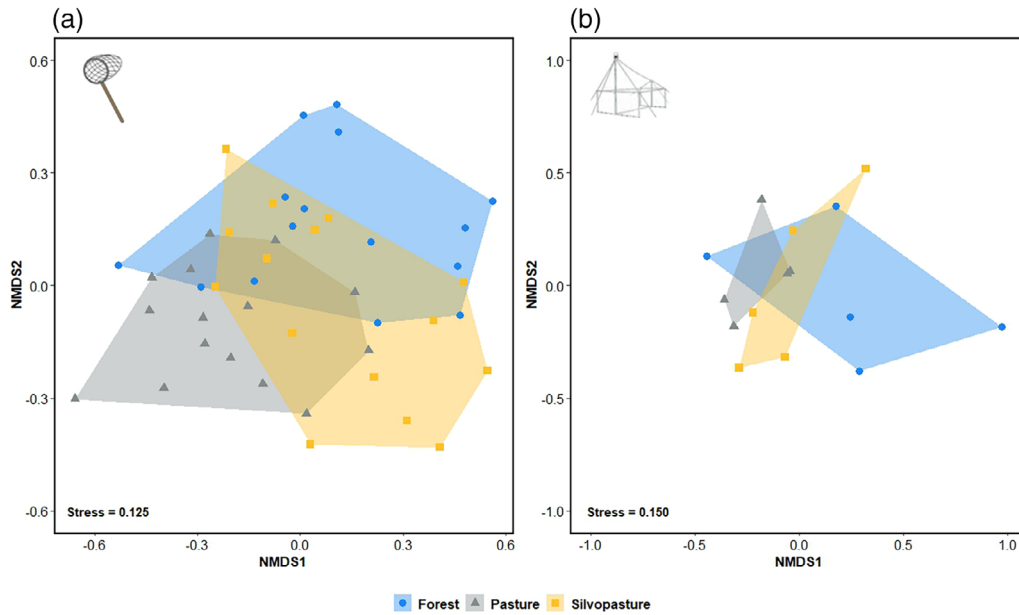 (a) (b)
0.6
0.3
0.0
-0.3
-0.6
NMDS2
Stress = 0.125
-0.6 -0.3 0.0 0.3 0.6
NMDS1
1.0
0.5
0.0
-0.5
-1.0
NMDS2
Stress = 0.150
-1.0 -0.5 0.0 0.5 1.0
NMDS1
Forest Pasture Silvopasture